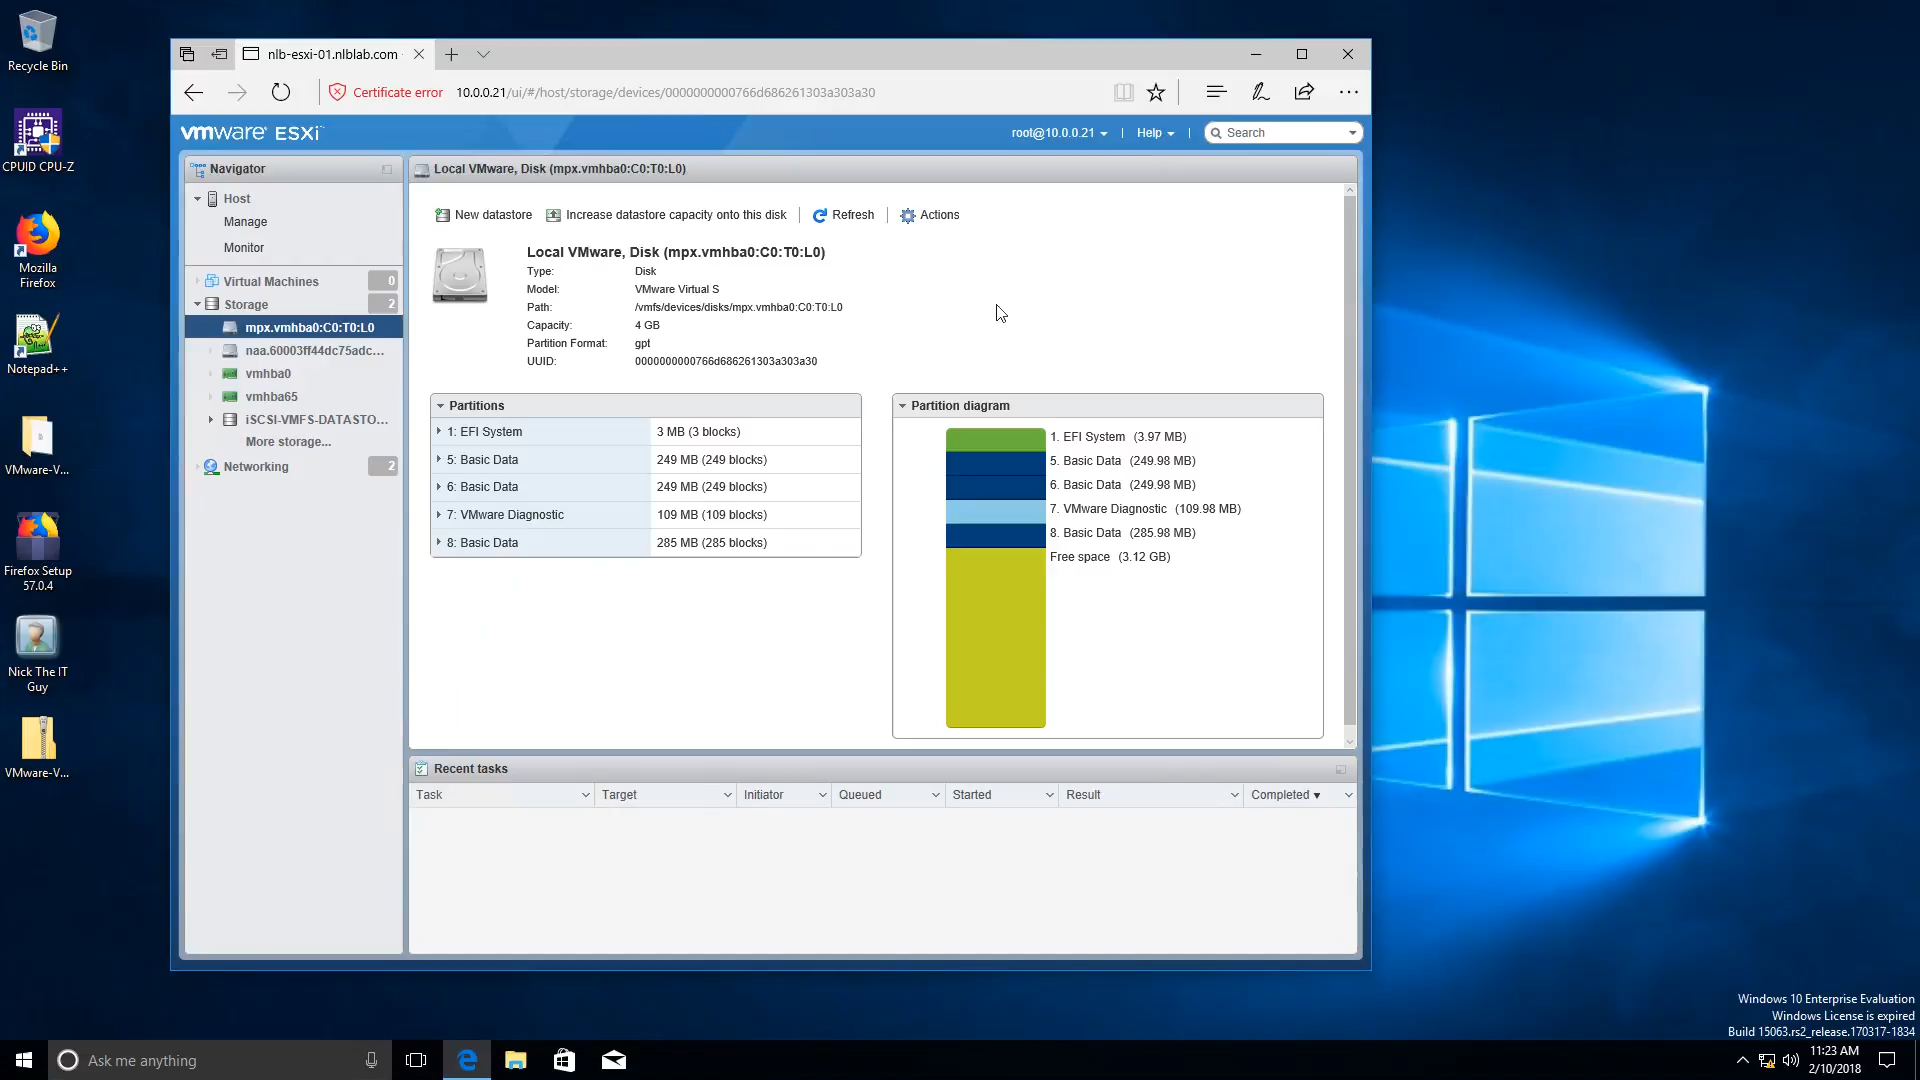 Recycle Bin
CPUID CPU-Z
Mozilla
Firefox
Notepad++
VMware-V...
Firefox Setup
57.0.4
Nick The IT
Guy
VMware-V...
nlb-esxi-01.nlblab.com
Certificate error 10.0.0.21/ui/#/host/storage/devices/0000000000766d686261303a303a30
vmware ESXi
root@10.0.0.21 | Help | Search
Navigator
Host
Manage
Monitor
Virtual Machines 0
Storage 2
mpx.vmhba0:C0:T0:L0
naa.60003ff44dc75adc...
vmhba0
vmhba65
iSCSI-VMFS-DATASTO...
More storage...
Networking 2
Local VMware, Disk (mpx.vmhba0:C0:T0:L0)
New datastore Increase datastore capacity onto this disk | Refresh | Actions
Local VMware, Disk (mpx.vmhba0:C0:T0:L0)
Type: Disk
Model: VMware Virtual S
Path: /vmfs/devices/disks/mpx.vmhba0:C0:T0:L0
Capacity: 4 GB
Partition Format: gpt
UUID: 0000000000766d686261303a303a30
Partitions
1: EFI System 3 MB (3 blocks)
5: Basic Data 249 MB (249 blocks)
6: Basic Data 249 MB (249 blocks)
7: VMware Diagnostic 109 MB (109 blocks)
8: Basic Data 285 MB (285 blocks)
Partition diagram
1. EFI System (3.97 MB)
5. Basic Data (249.98 MB)
6. Basic Data (249.98 MB)
7. VMware Diagnostic (109.98 MB)
8. Basic Data (285.98 MB)
Free space (3.12 GB)
Recent tasks
Task Target Initiator Queued Started Result Completed
Windows 10 Enterprise Evaluation
Windows License is expired
Build 15063.rs2_release.170317-1834
Ask me anything
11:23 AM
2/10/2018